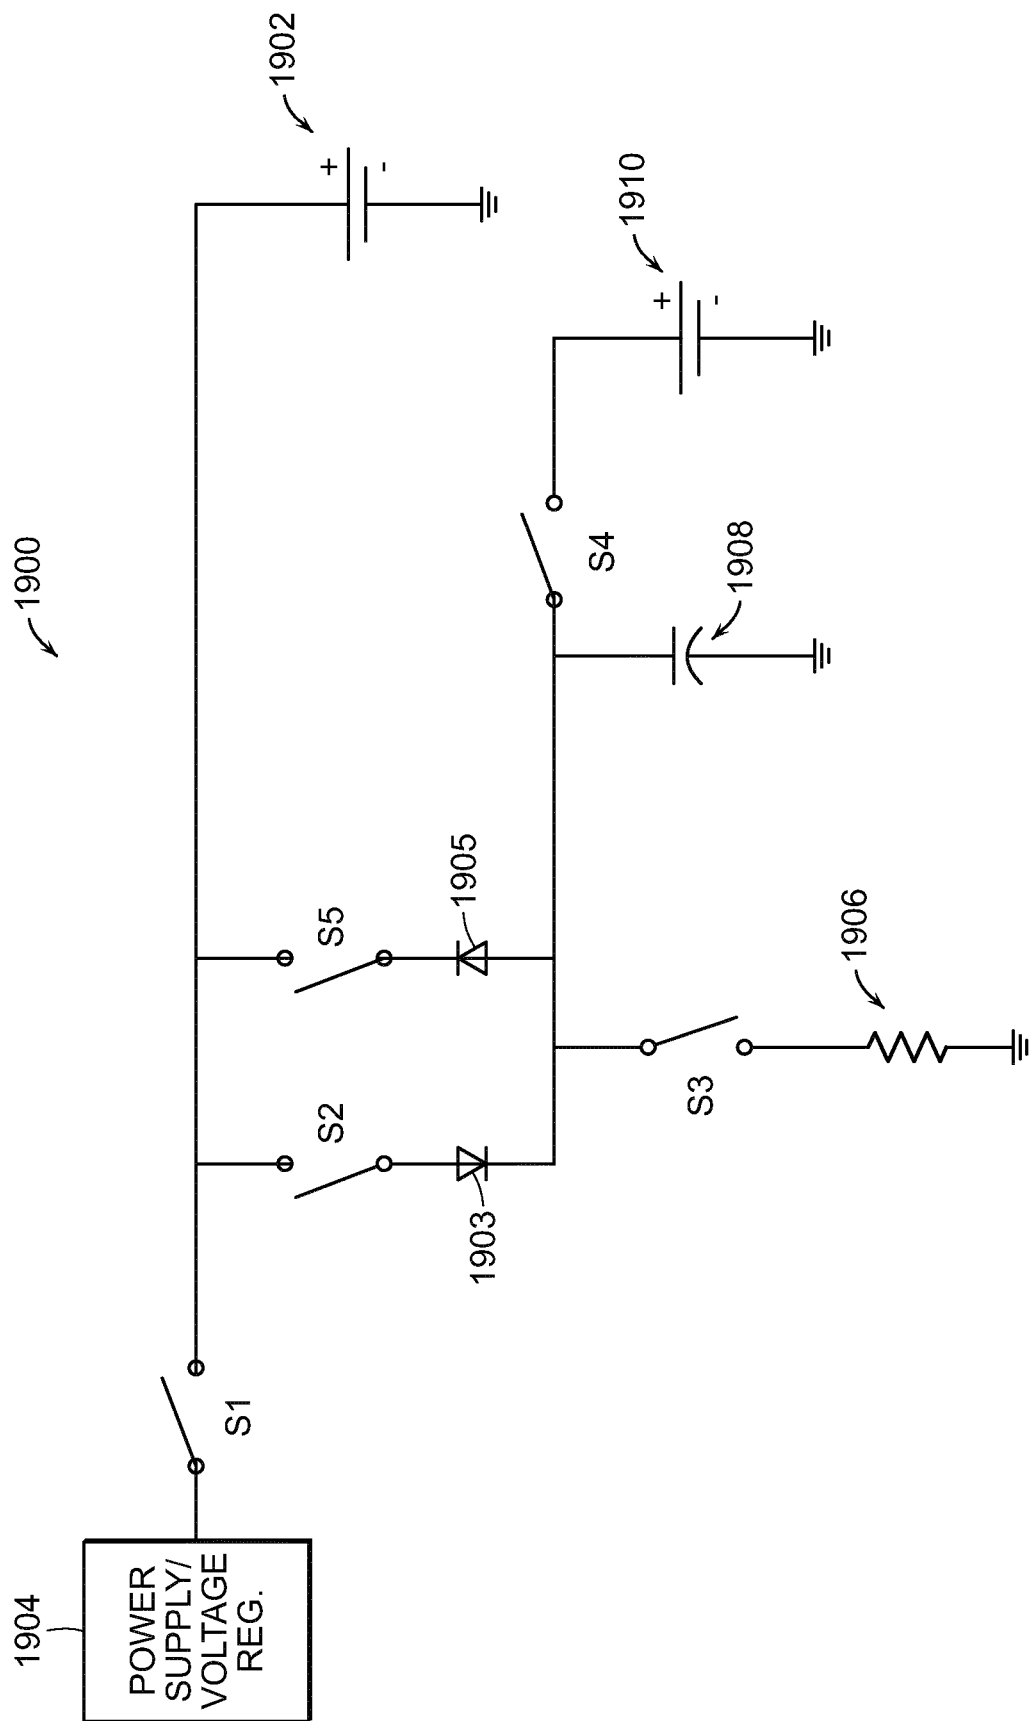 1900
1904
POWER
SUPPLY/
VOLTAGE
REG.
S1
S2
S5
1903
1905
S3
1906
S4
1908
+
-
1910
+
-
1902